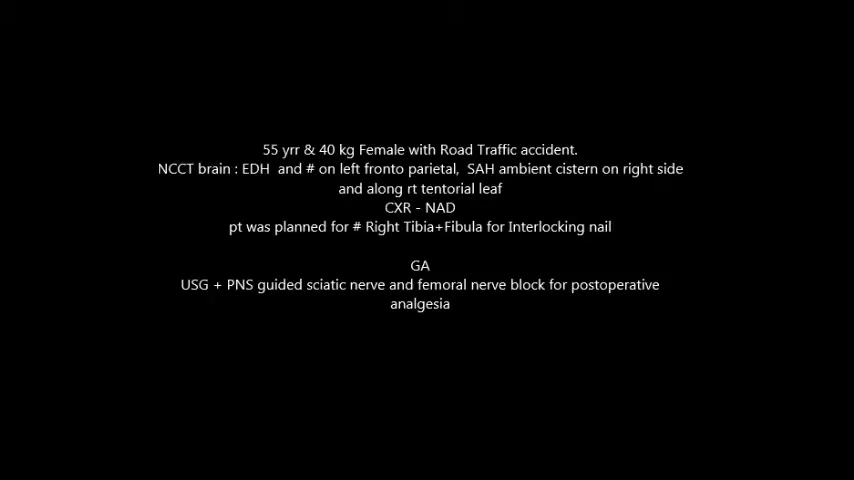 55 yrr & 40 kg Female with Road Traffic accident.
NCCT brain : EDH  and # on left fronto parietal,  SAH ambient cistern on right side
and along rt tentorial leaf
CXR - NAD
pt was planned for # Right Tibia+Fibula for Interlocking nail
GA
USG + PNS guided sciatic nerve and femoral nerve block for postoperative
analgesia